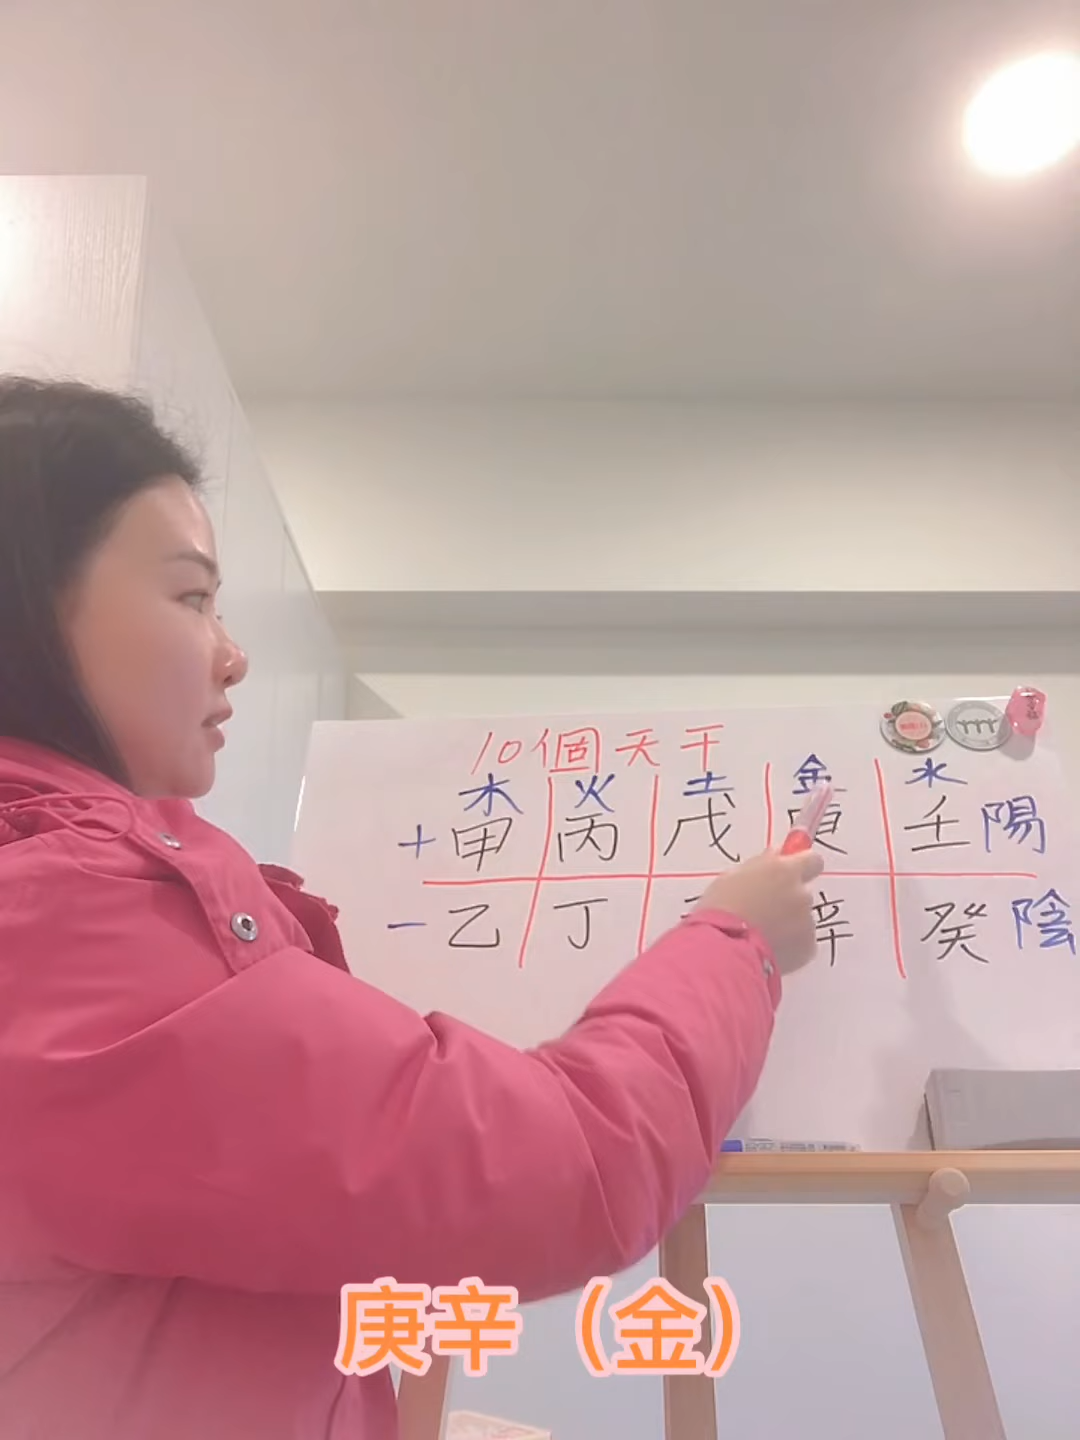 10個天干
木 火 土 金 水
+ 甲 丙 戊 庚 壬 陽
- 乙 丁 辛 癸 陰
庚辛（金）